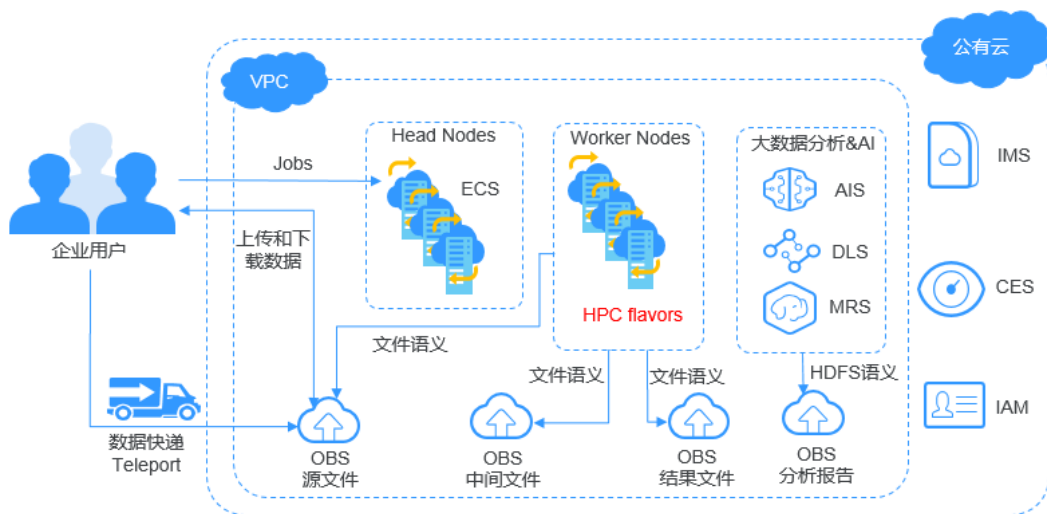 公有云
VPC
Head Nodes
Worker Nodes
大数据分析&AI
Jobs
ECS
AIS
IMS
企业用户
上传和下
载数据
DLS
HPC flavors
MRS
CES
文件语义
文件语义
文件语义
HDFS语义
数据快递
Teleport
OBS
源文件
OBS
中间文件
OBS
结果文件
OBS
分析报告
IAM